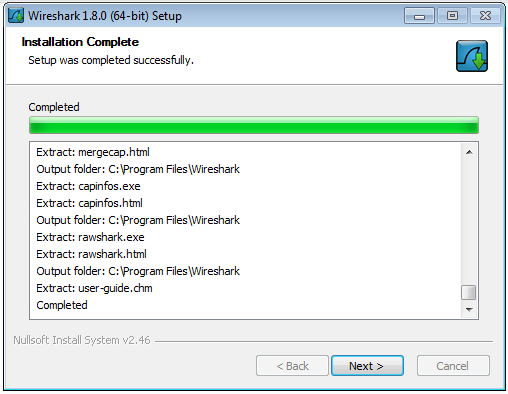 Wireshark 1.8.0 (64-bit) Setup
Installation Complete
Setup was completed successfully.
Completed
Extract: mergecap.html
Output folder: C:\Program Files\Wireshark
Extract: capinfos.exe
Extract: capinfos.html
Output folder: C:\Program Files\Wireshark
Extract: rawshark.exe
Extract: rawshark.html
Output folder: C:\Program Files\Wireshark
Extract: user-guide.chm
Completed
Nullsoft Install System v2.46
< Back
Next >
Cancel